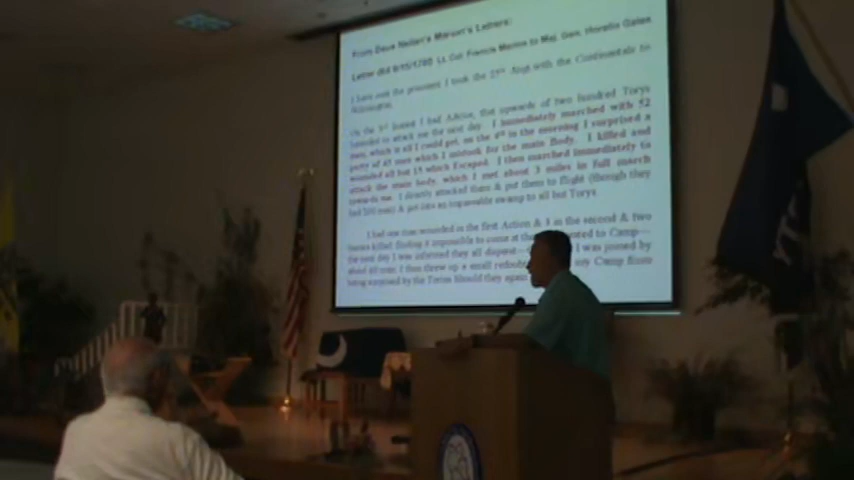 From Dave Neilan's Marion's Letters:
Letter dtd 9/15/1780 Lt. Col. Francis Marion to Maj. Gen. Horatio Gates
I have sent the prisoners I took the 27th Augt with the Continentals to
Wilmington.
On the 3rd Instant I had Advice, that upwards of two hundred Torys
intended to attack me the next day. I immediately marched with 52
men, which is all I could get, on the 4th in the morning I surprised a
party of 45 men which I mistook for the main Body. I killed and
wounded all but 15 which Escaped. I then marched immediately to
attack the main body, which I met about 3 miles in full march
towards me. I directly attacked them & put them to flight (though they
had 200 men) & got into an impassable swamp to all but Torys.
I had one man wounded in the first Action & 3 in the second & two
horses killed; finding it impossible to come at the to Camp—
the next day I was informed they all I was joined by
about 60 men; I then threw up a small redoubt my Camp from
being surprised by the Torys Should they again